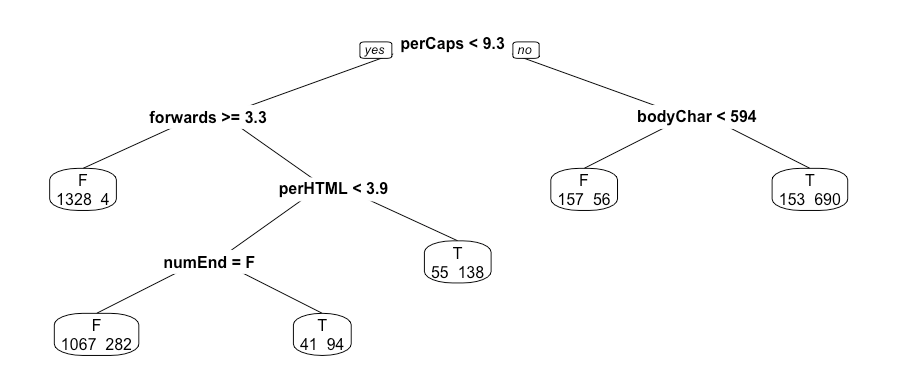 yes perCaps < 9.3 no
forwards >= 3.3
bodyChar < 594
F
1328 4
perHTML < 3.9
F
157 56
T
153 690
numEnd = F
T
55 138
F
1067 282
T
41 94